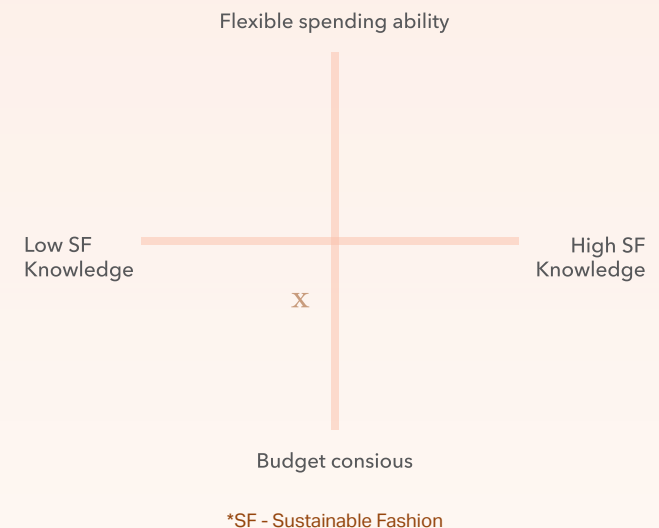 Flexible spending ability
Low SF
Knowledge
High SF
Knowledge
x
Budget consious
*SF - Sustainable Fashion